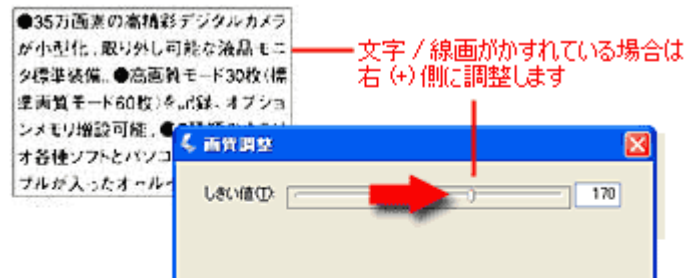 ●35万画素の高精彩デジタルカメラ
が小型化、取り外し可能な液晶モニ
タ標準装備。●高画質モード30枚(標
準画質モード60枚)を記録、オプショ
ンメモリ増設可能。●
オ各種ソフトとパソコ
ブルが入ったオールイ
文字 / 線画がかすれている場合は
右 (+) 側に調整します
画質調整
しきい値(T):
170